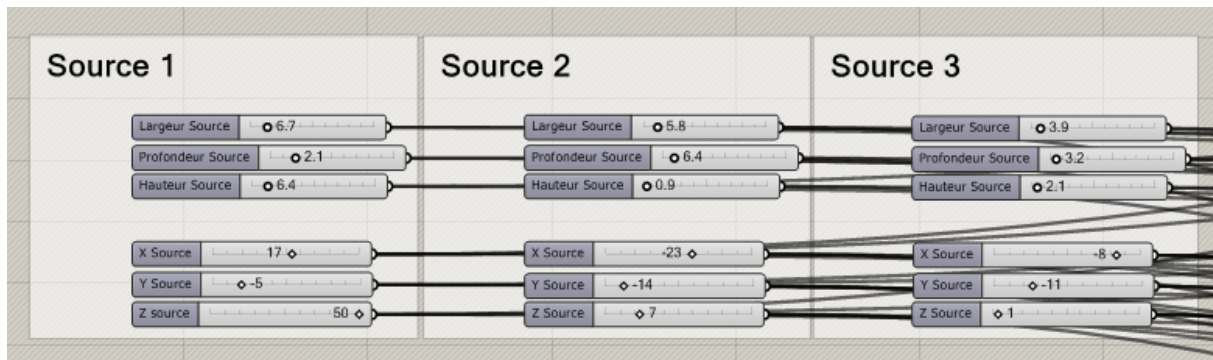 Source 1
Largeur Source 6.7
Profondeur Source 2.1
Hauteur Source 6.4
X Source 17
Y Source -5
Z source 50
Source 2
Largeur Source 5.8
Profondeur Source 6.4
Hauteur Source 0.9
X Source -23
Y Source -14
Z Source 7
Source 3
Largeur Source 3.9
Profondeur Source 3.2
Hauteur Source 2.1
X Source -8
Y Source -11
Z Source 1